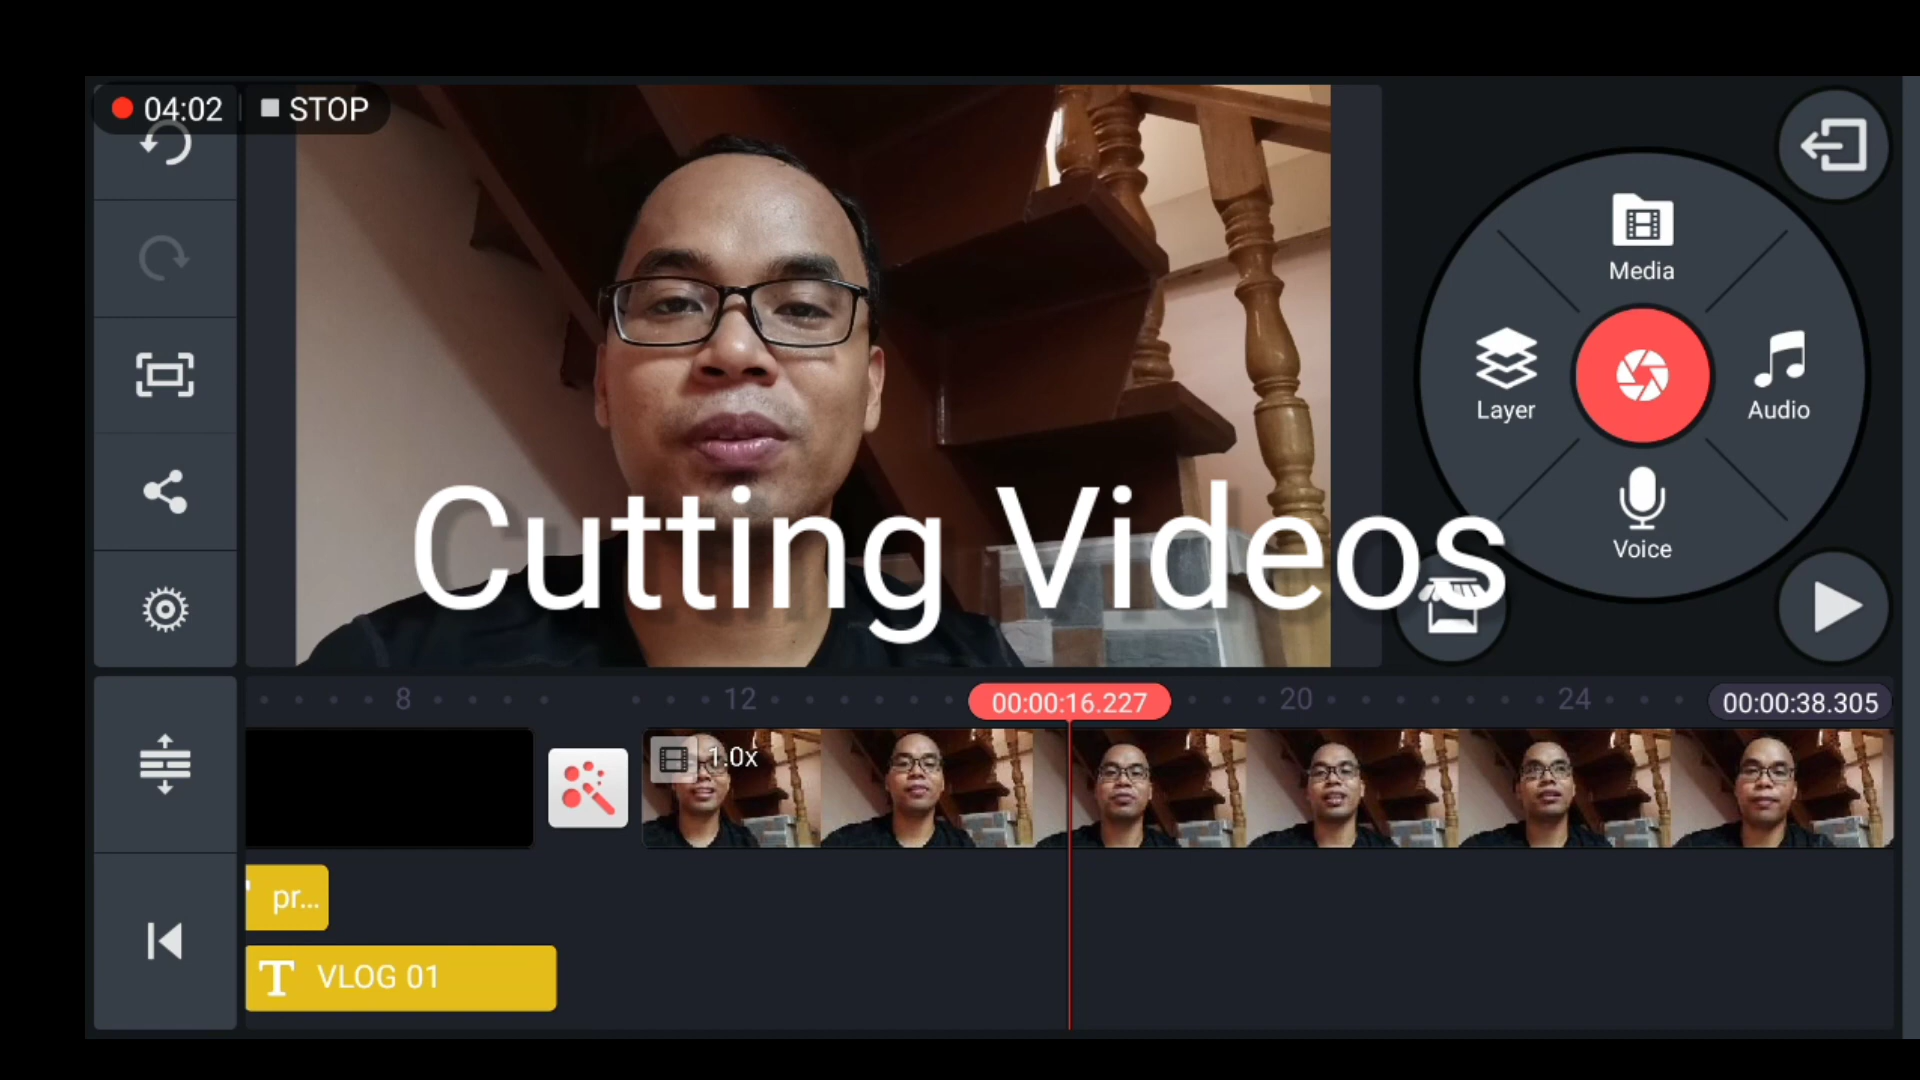 04:02 STOP
Media
Layer
Audio
Voice
Cutting Videos
8
12
00:00:16.227
20
24
00:00:38.305
1.0x
pr...
T VLOG 01